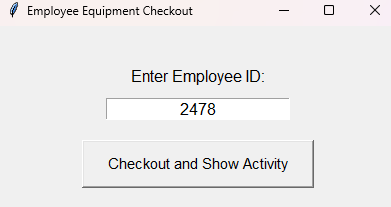 Employee Equipment Checkout
Enter Employee ID:
2478
Checkout and Show Activity